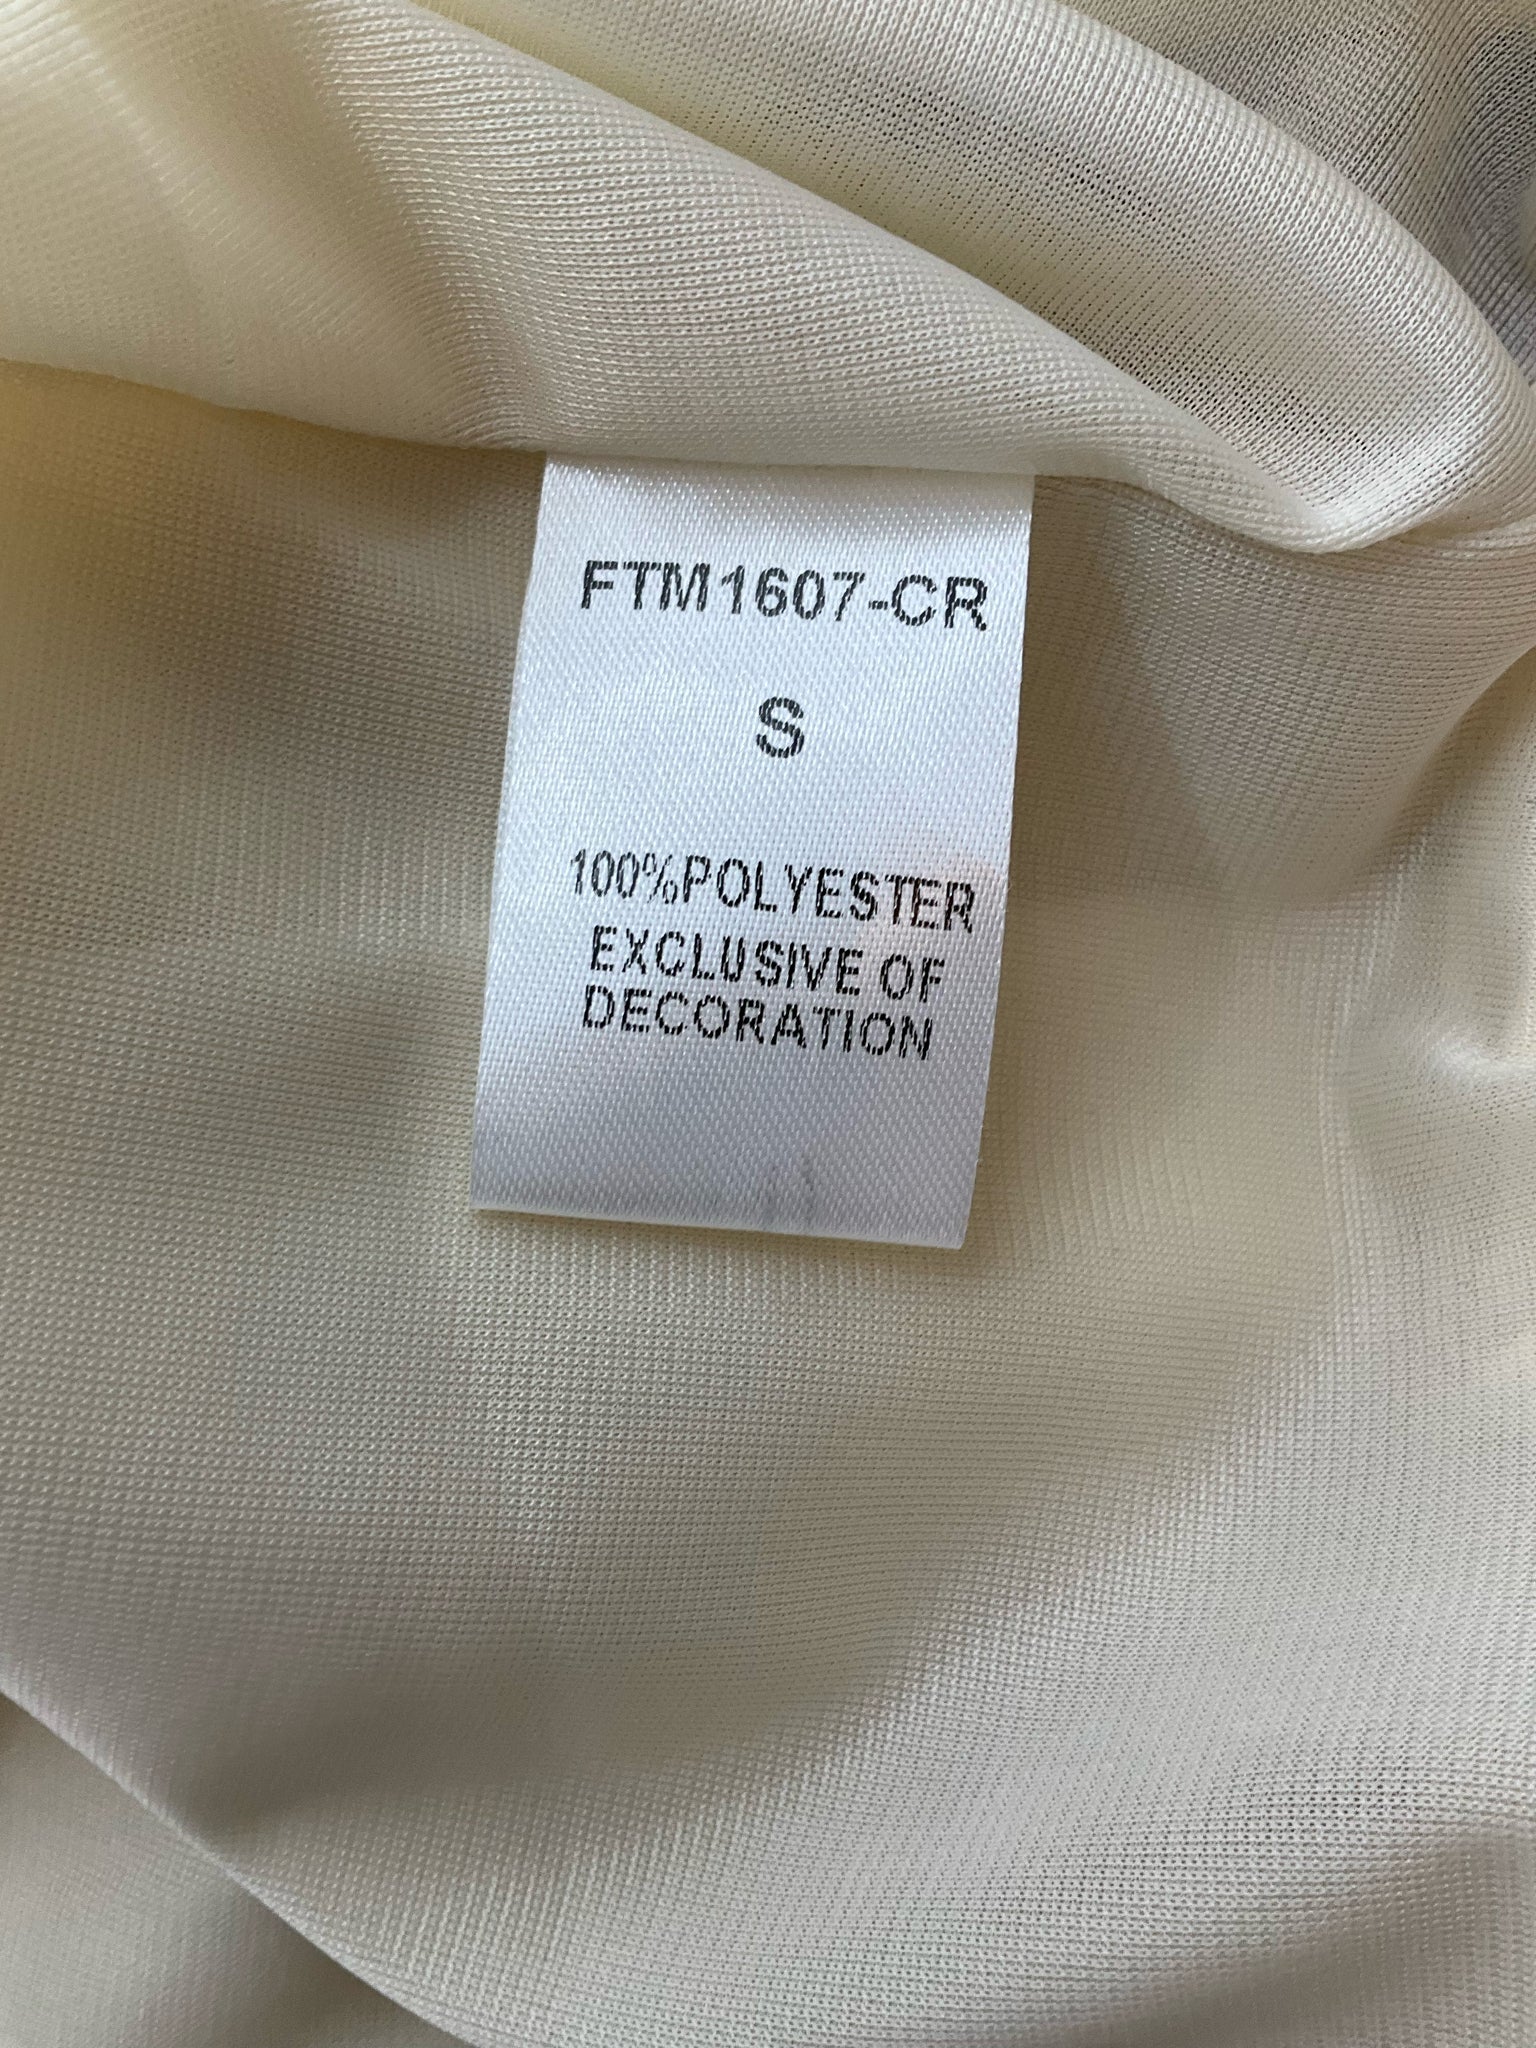 FTM1607-CR
S
100%POLYESTER
EXCLUSIVE OF
DECORATION